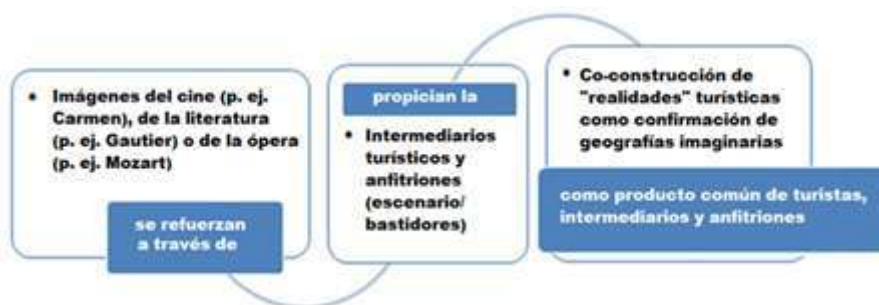 • Imágenes del cine (p. ej.
Carmen), de la literatura
(p. ej. Gautier) o de la ópera
(p. ej. Mozart)
se refuerzan
a través de
propician la
• Intermediarios
turísticos y
anfitriones
(escenario/
bastidores)
• Co-construcción de
"realidades" turísticas
como confirmación de
geografías imaginarias
como producto común de turistas,
intermediarios y anfitriones